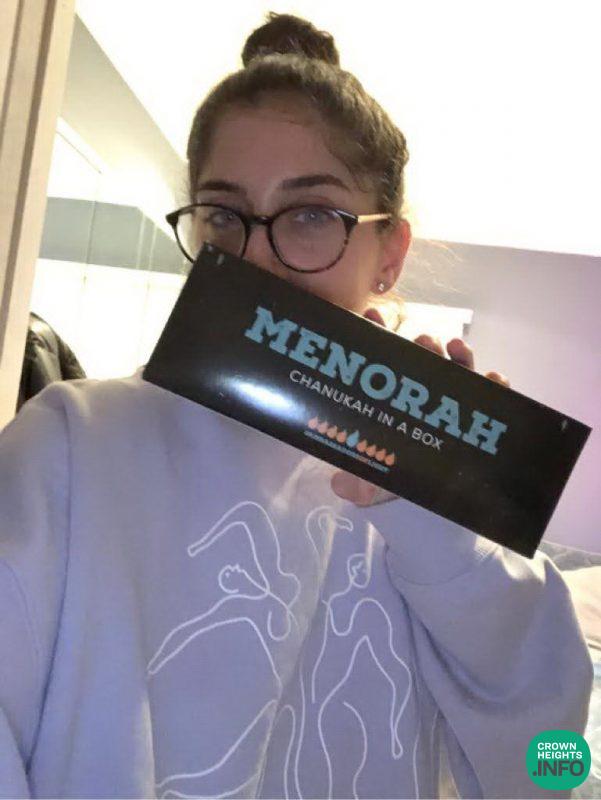 MENORAH
CHANUKAH IN A BOX
CROWN
HEIGHTS
.INFO